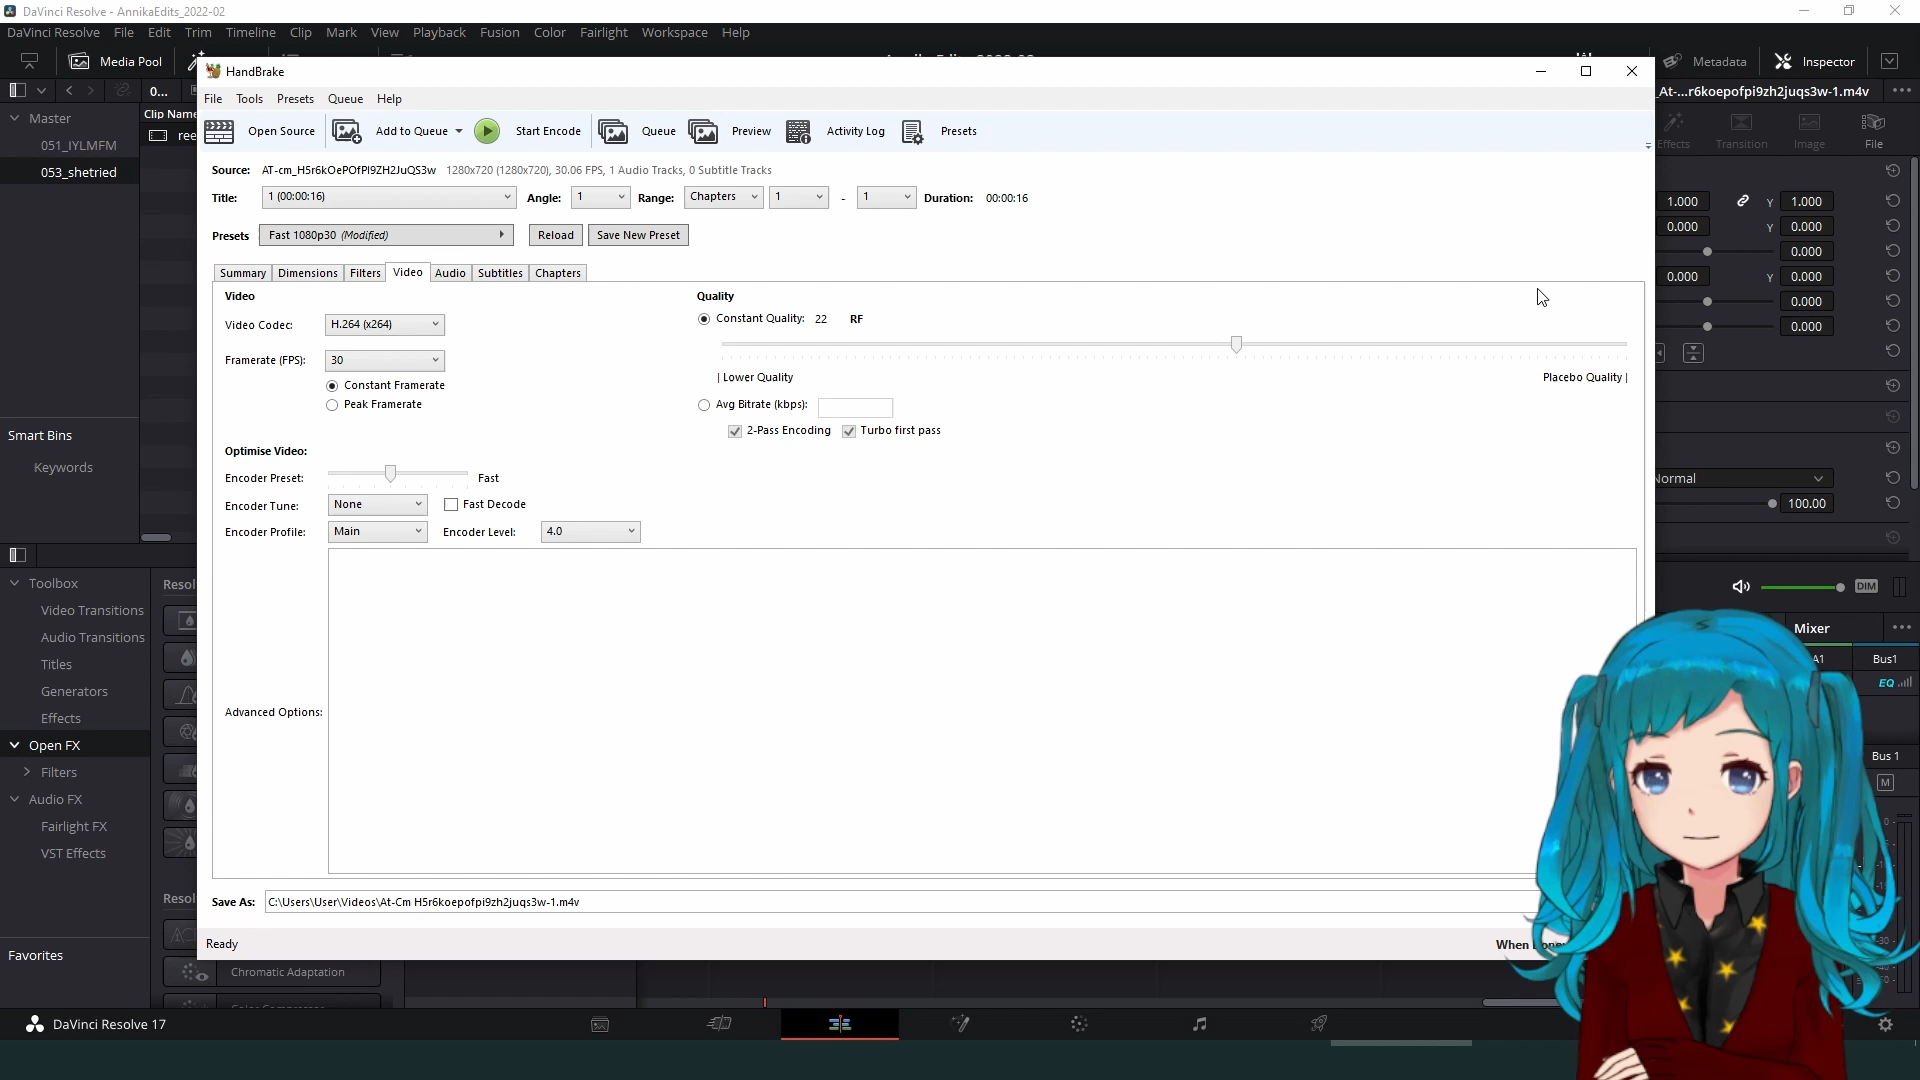 DaVinci Resolve - AnnikaEdits_2022-02
DaVinci Resolve File Edit Trim Timeline Clip Mark View Playback Fusion Color Fairlight Workspace Help
Media Pool
Metadata Inspector
HandBrake
0...
At-...r6koepofpi9zh2juqs3w-1.m4v
File Tools Presets Queue Help
Master
Clip Name
051_IYLMFM
ree
053_shetried
Open Source Add to Queue Start Encode Queue Preview Activity Log Presets
Effects Transition Image File
Source: AT-cm_H5r6kOePOfPI9ZH2JuQS3w 1280x720 (1280x720), 30.06 FPS, 1 Audio Tracks, 0 Subtitle Tracks
Title: 1 (00:00:16) Angle: 1 Range: Chapters 1 - 1 Duration: 00:00:16
Presets Fast 1080p30 (Modified) Reload Save New Preset
Summary Dimensions Filters Video Audio Subtitles Chapters
Video
Video Codec: H.264 (x264)
Framerate (FPS): 30
Constant Framerate
Peak Framerate
Quality
Constant Quality: 22 RF
| Lower Quality Placebo Quality |
Avg Bitrate (kbps):
2-Pass Encoding Turbo first pass
Optimise Video:
Encoder Preset: Fast
Encoder Tune: None Fast Decode
Encoder Profile: Main Encoder Level: 4.0
Advanced Options:
Save As: C:\Users\User\Videos\At-Cm H5r6koepofpi9zh2juqs3w-1.m4v
Ready
When
1.000 Y 1.000
0.000 Y 0.000
0.000
0.000 Y 0.000
0.000
0.000
Normal
100.00
DIM
Mixer
A1 Bus1
EQ
Bus 1
M
Smart Bins
Keywords
Toolbox
Video Transitions
Audio Transitions
Titles
Generators
Effects
Open FX
Filters
Audio FX
Fairlight FX
VST Effects
Favorites
Resol
Resol
Chromatic Adaptation
DaVinci Resolve 17